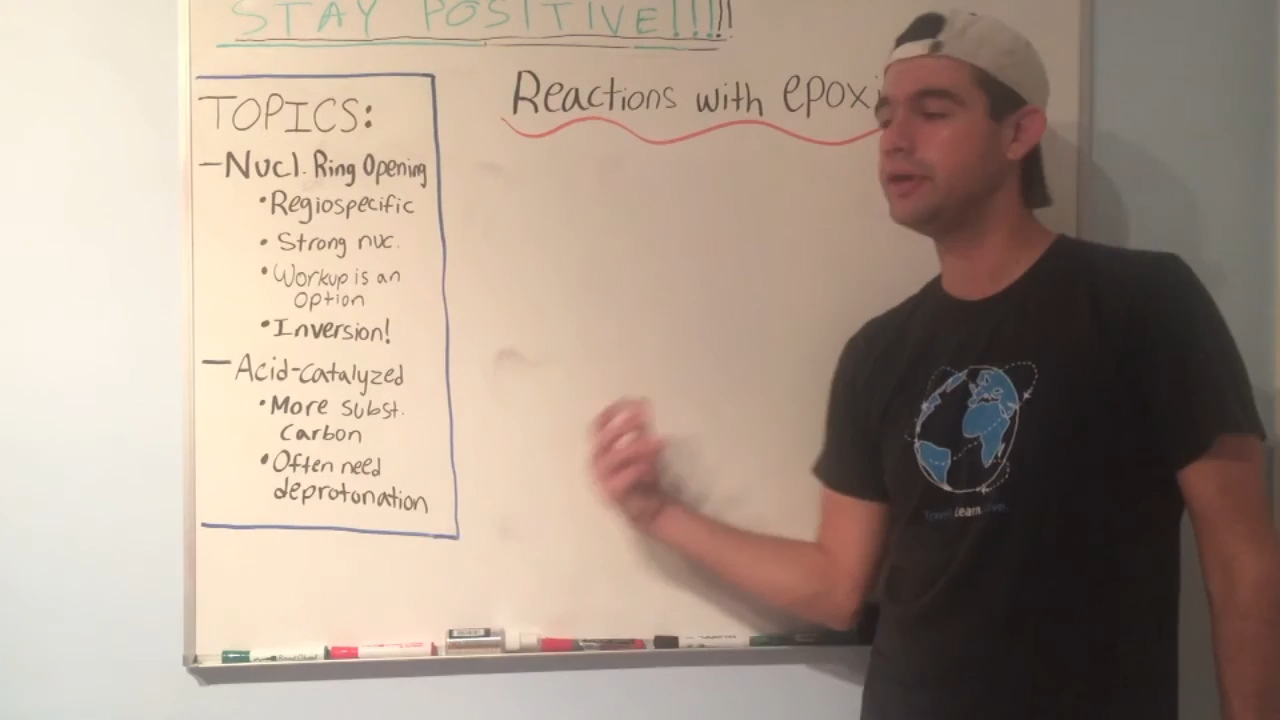 STAY POSITIVE!!!!!
TOPICS:
Reactions with epoxi
— Nucl. Ring Opening
• Regiospecific
• Strong nuc.
• Workup is an
option
• Inversion!
— Acid-catalyzed
• More subst.
carbon
• Often need
deprotonation
Learn.